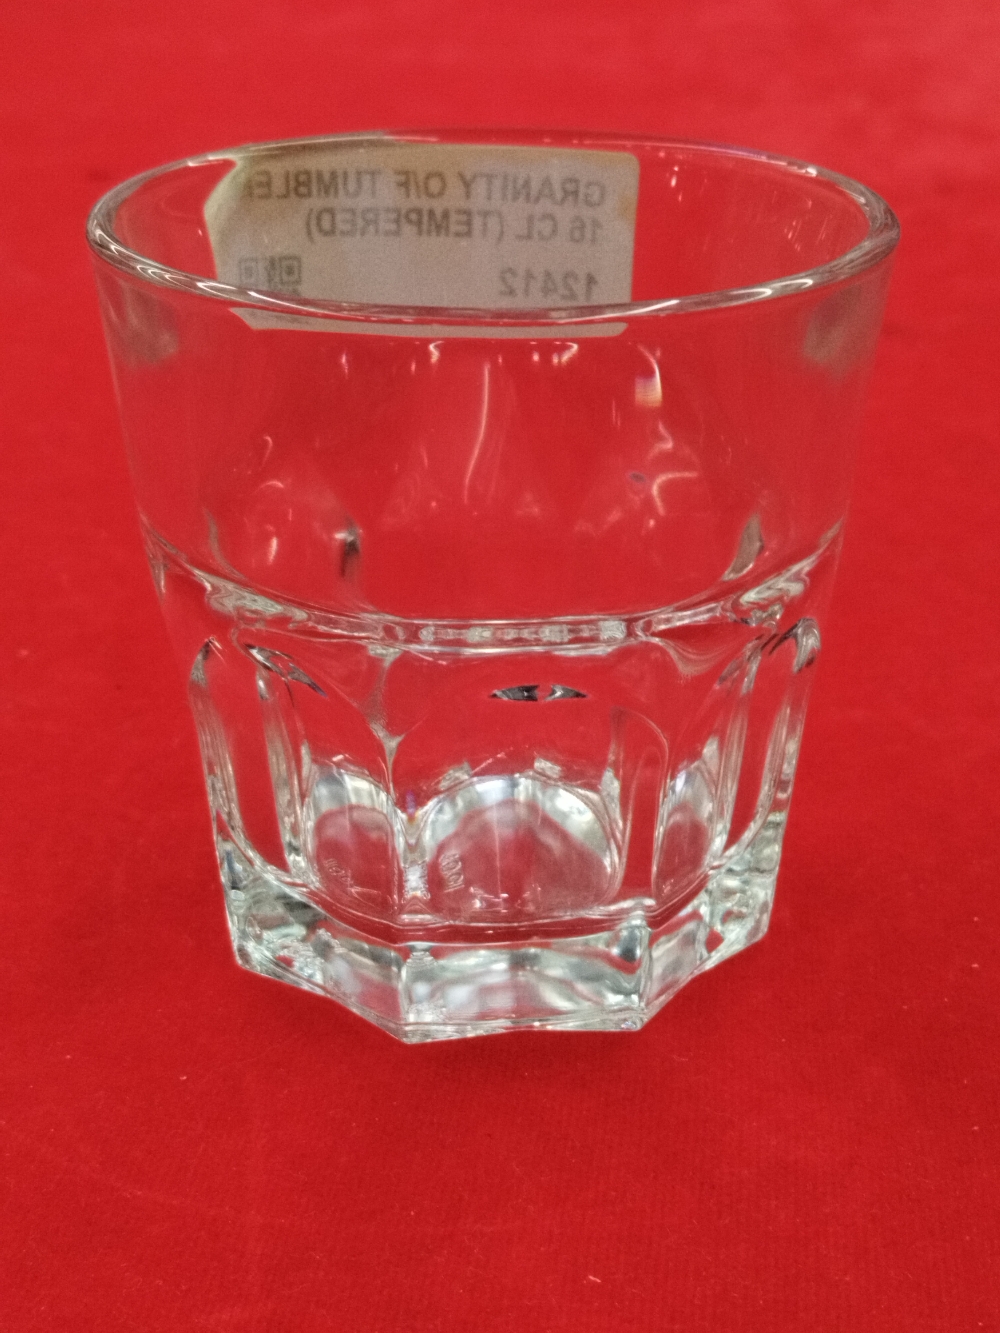 GRANITY O/F TUMBLER
16 CL (TEMPERED)
12412